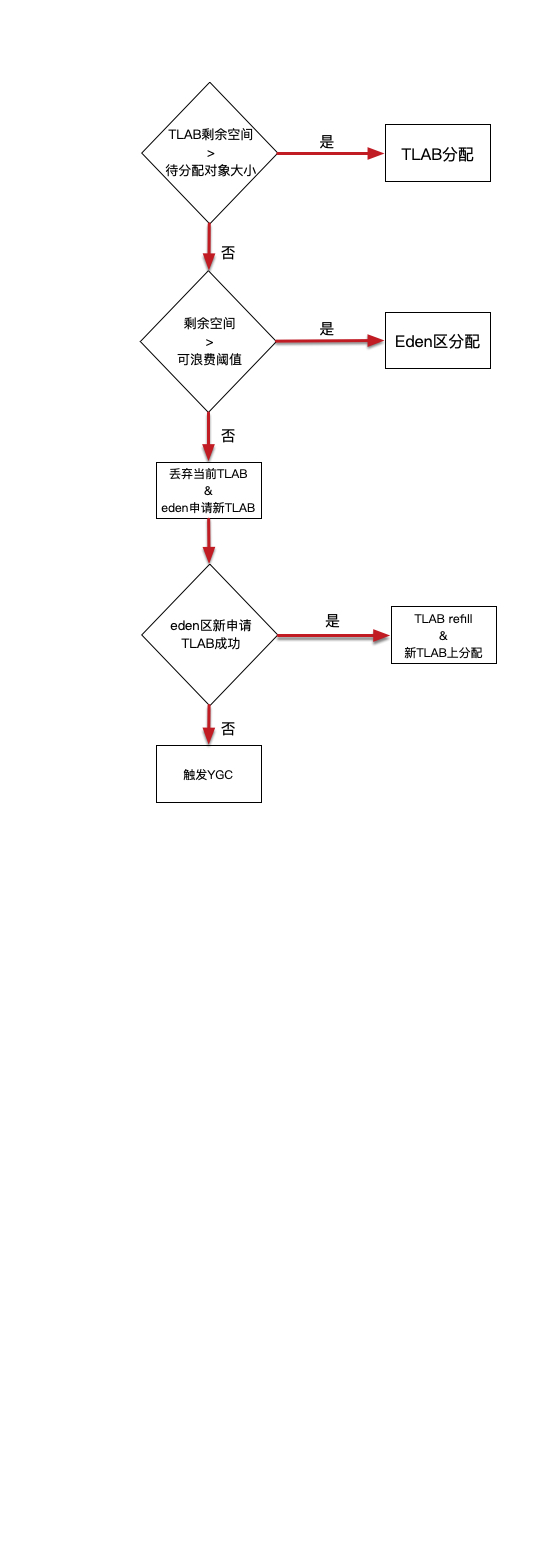 TLAB剩余空间
>
待分配对象大小
是
TLAB分配
否
剩余空间
>
可浪费阈值
是
Eden区分配
否
丢弃当前TLAB
&
eden申请新TLAB
eden区新申请
TLAB成功
是
TLAB refill
&
新TLAB上分配
否
触发YGC